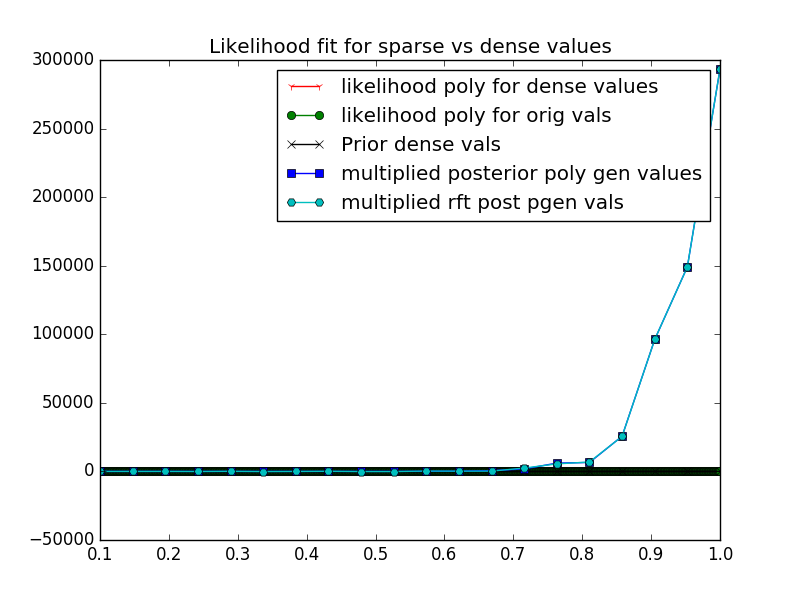 Likelihood fit for sparse vs dense values
300000
250000
200000
150000
100000
50000
0
−50000
likelihood poly for dense values
likelihood poly for orig vals
Prior dense vals
multiplied posterior poly gen values
multiplied rft post pgen vals
0.1 0.2 0.3 0.4 0.5 0.6 0.7 0.8 0.9 1.0